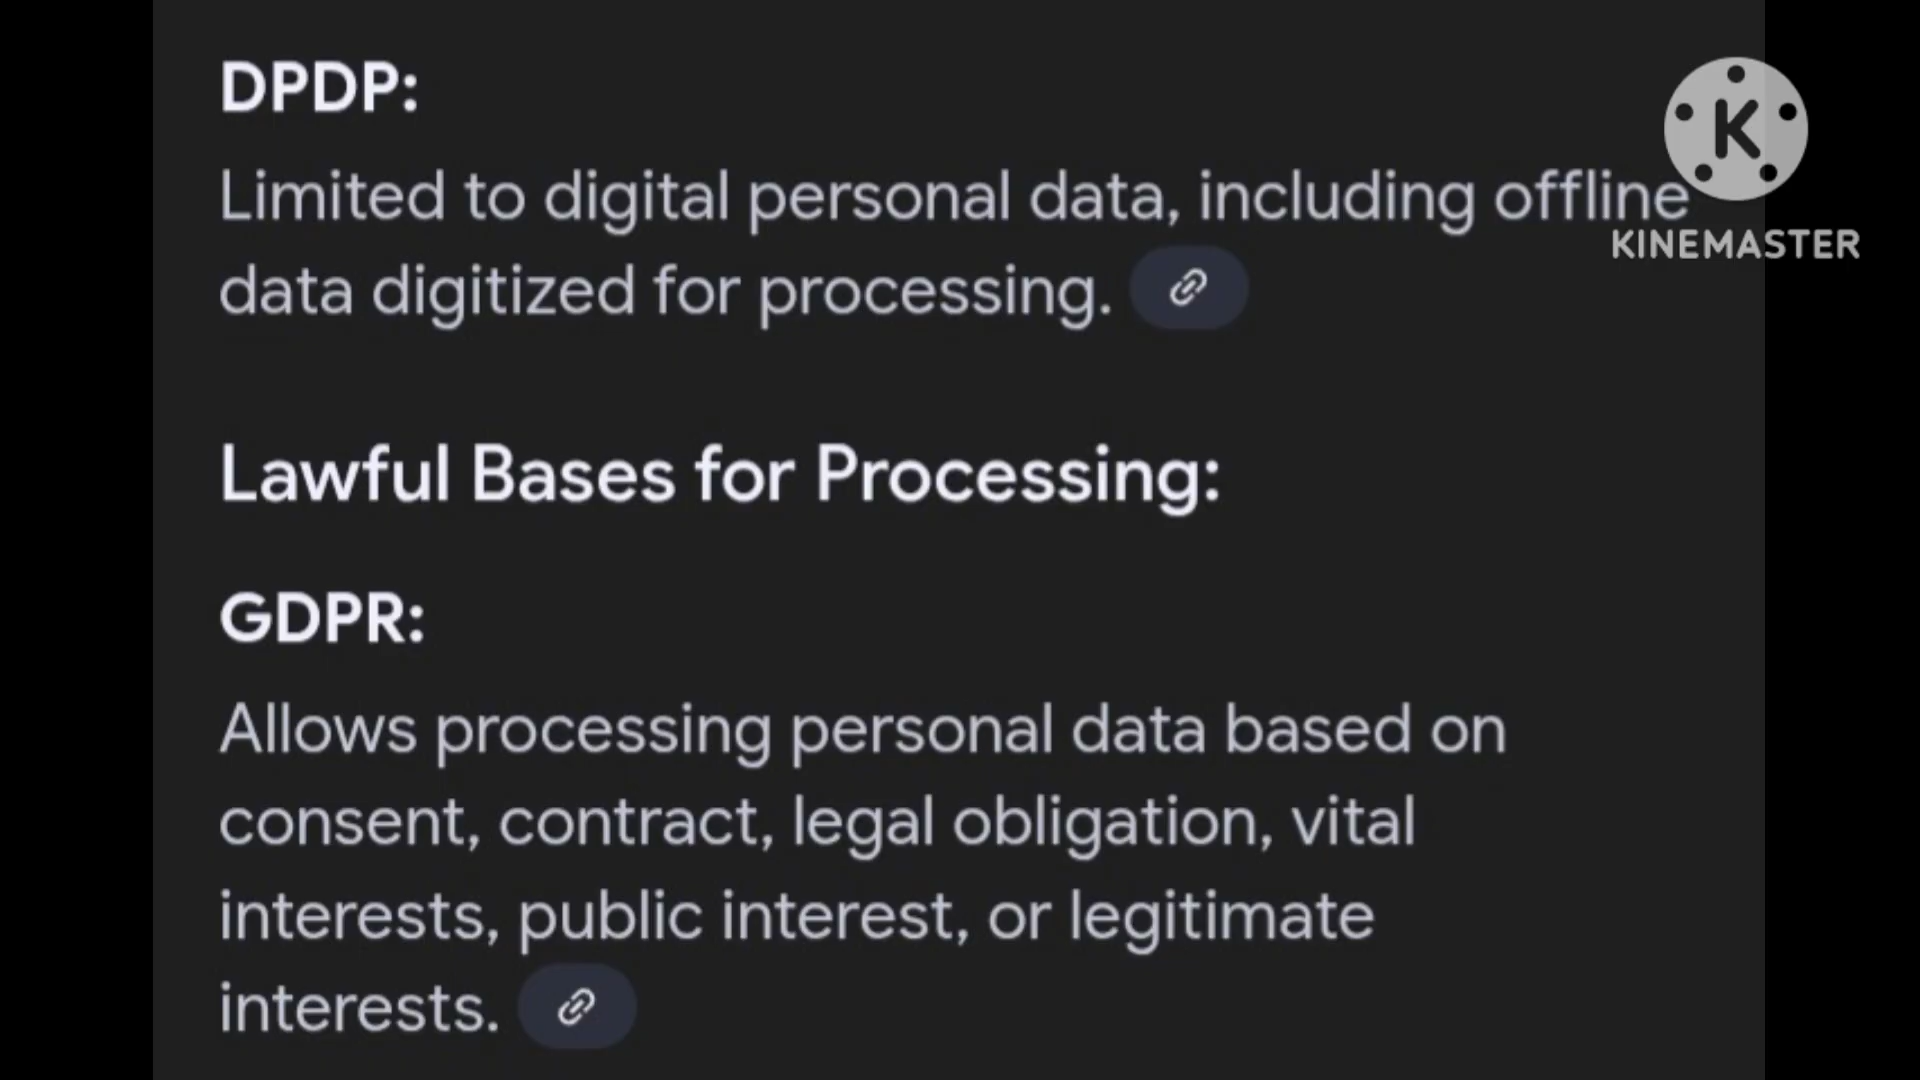 DPDP:
Limited to digital personal data, including offline
data digitized for processing.
Lawful Bases for Processing:
GDPR:
Allows processing personal data based on
consent, contract, legal obligation, vital
interests, public interest, or legitimate
interests.
K
KINEMASTER